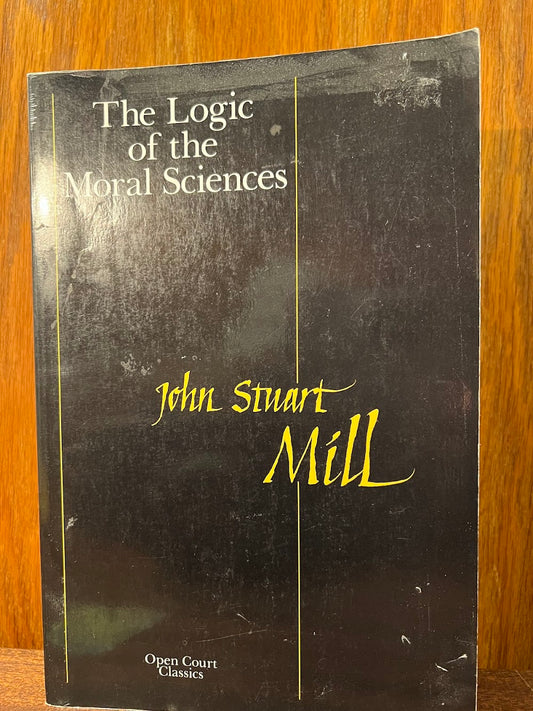 The Logic
of the
Moral Sciences
John Stuart
Mill
Open Court
Classics